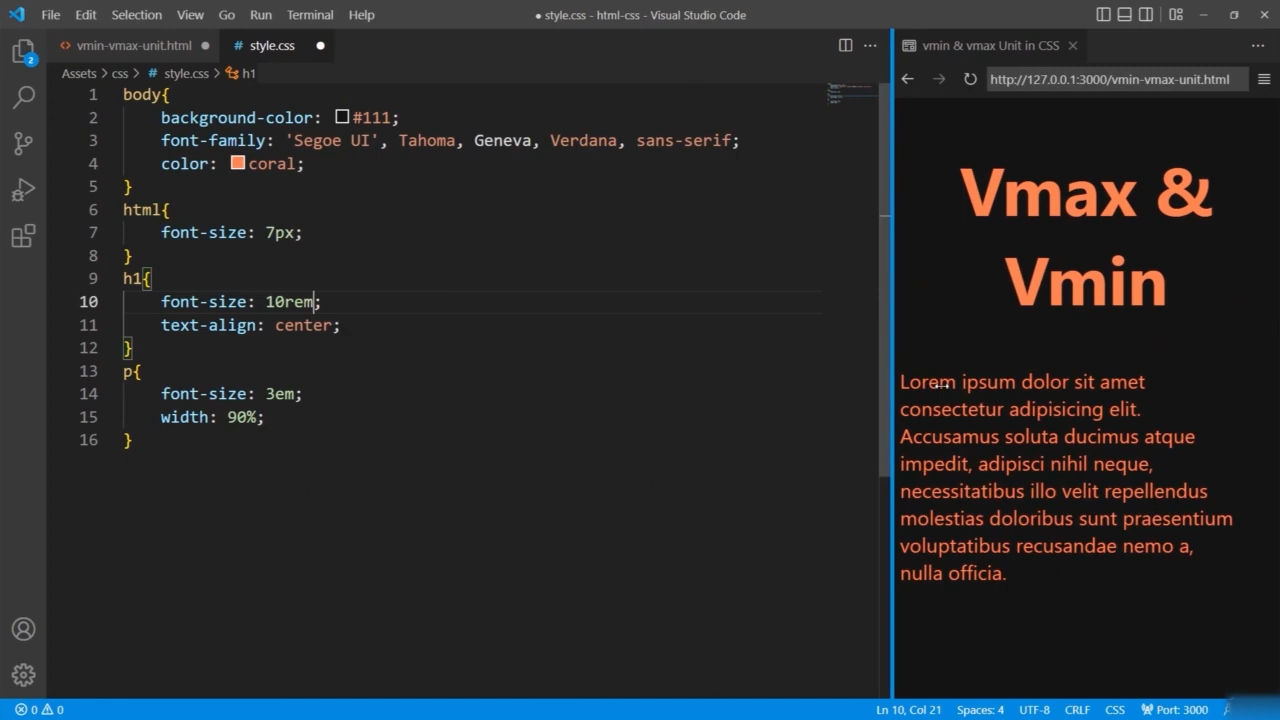 File Edit Selection View Go Run Terminal Help
● style.css - html-css - Visual Studio Code
vmin-vmax-unit.html ●
# style.css ●
vmin & vmax Unit in CSS
Assets > css > # style.css > h1
http://127.0.0.1:3000/vmin-vmax-unit.html
2
1 body{
2 background-color: #111;
3 font-family: 'Segoe UI', Tahoma, Geneva, Verdana, sans-serif;
4 color: coral;
5 }
6 html{
7 font-size: 7px;
8 }
9 h1{
10 font-size: 10rem;
11 text-align: center;
12 }
13 p{
14 font-size: 3em;
15 width: 90%;
16 }
Vmax &
Vmin
Lorem ipsum dolor sit amet
consectetur adipisicing elit.
Accusamus soluta ducimus atque
impedit, adipisci nihil neque,
necessitatibus illo velit repellendus
molestias doloribus sunt praesentium
voluptatibus recusandae nemo a,
nulla officia.
0 0
Ln 10, Col 21 Spaces: 4 UTF-8 CRLF CSS Port: 3000